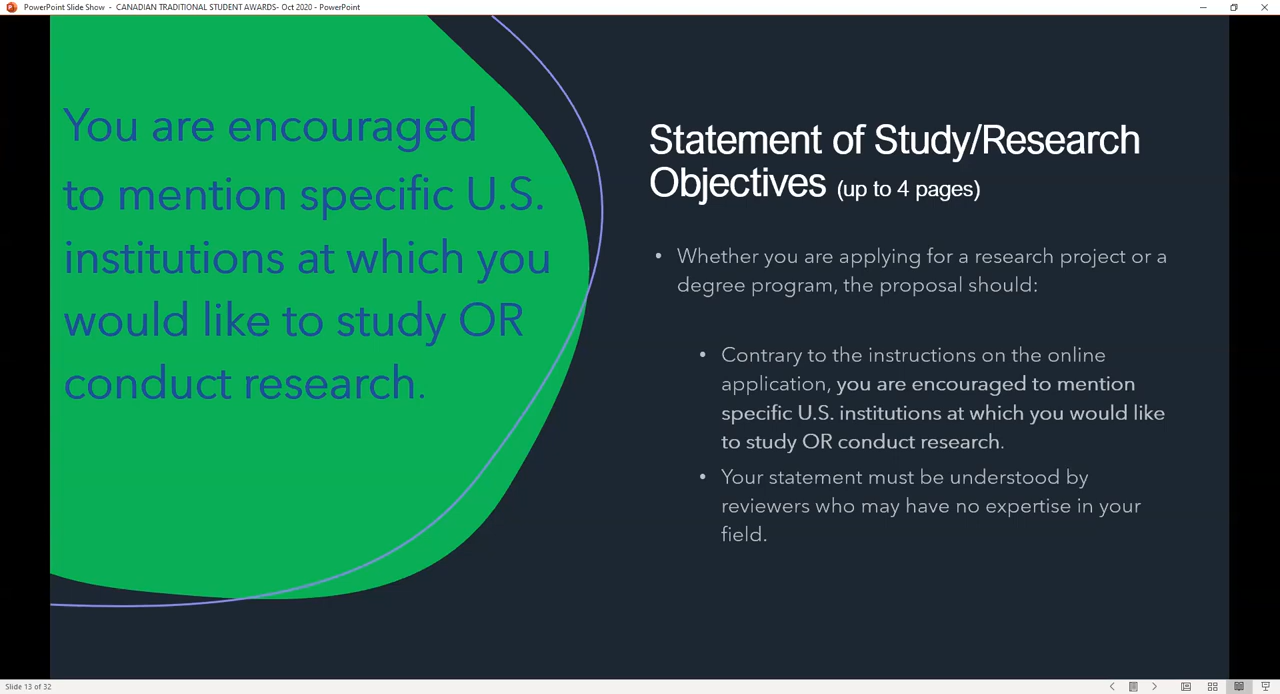 PowerPoint Slide Show - CANADIAN TRADITIONAL STUDENT AWARDS- Oct 2020 - PowerPoint
You are encouraged
to mention specific U.S.
institutions at which you
would like to study OR
conduct research.
Statement of Study/Research
Objectives (up to 4 pages)
• Whether you are applying for a research project or a
degree program, the proposal should:
• Contrary to the instructions on the online
application, you are encouraged to mention
specific U.S. institutions at which you would like
to study OR conduct research.
• Your statement must be understood by
reviewers who may have no expertise in your
field.
Slide 13 of 32